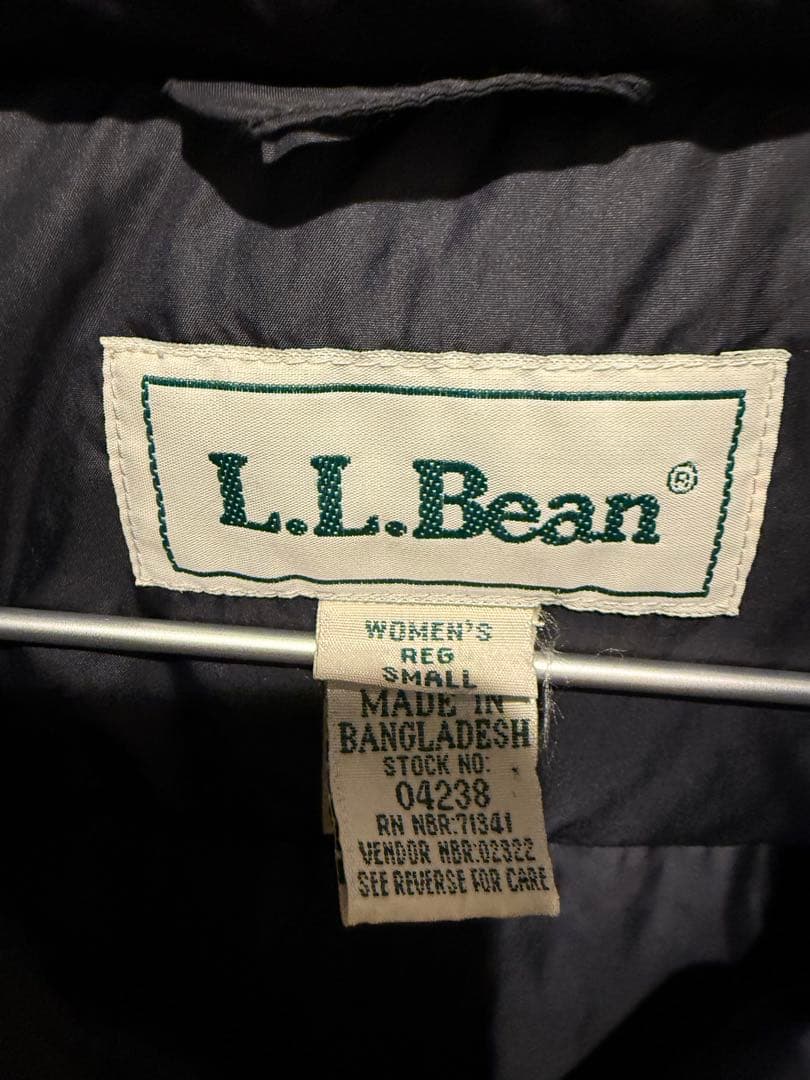 L.L.Bean®
WOMEN'S
REG
SMALL
MADE IN
BANGLADESH
STOCK NO:
04238
RN NBR:71341
VENDOR NBR:02322
SEE REVERSE FOR CARE